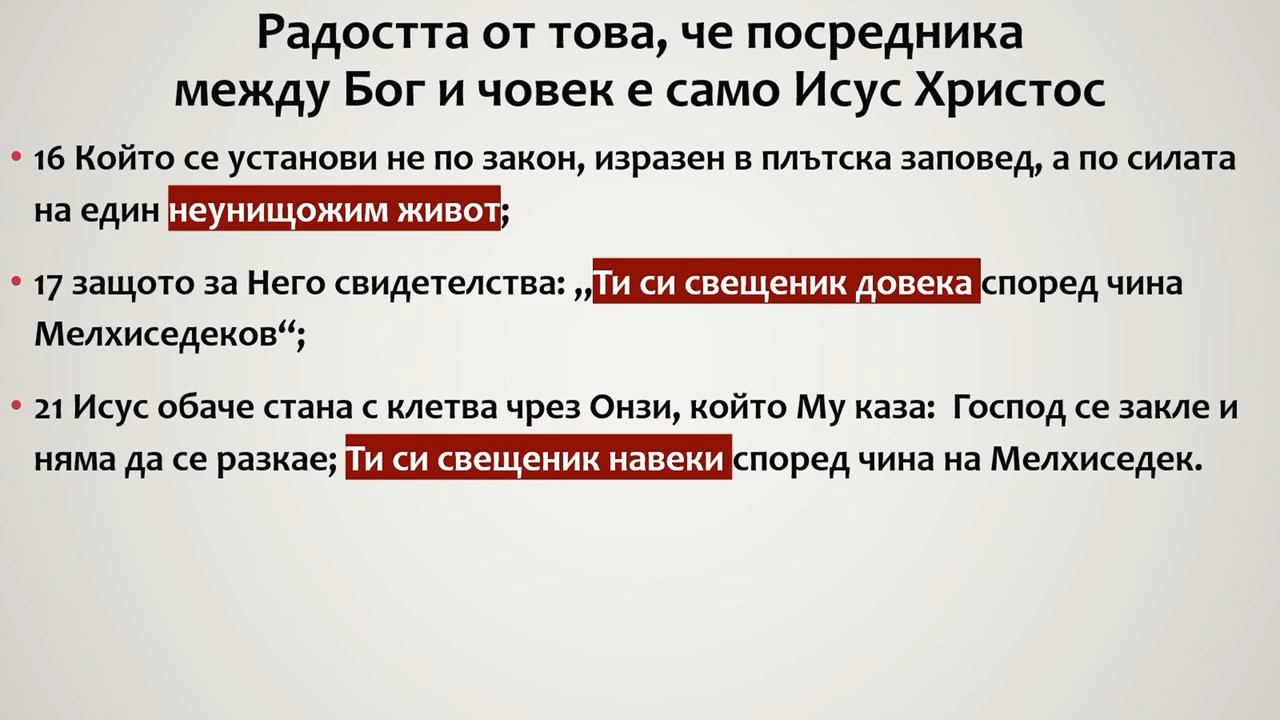 Радостта от това, че посредника
между Бог и човек е само Исус Христос
• 16 Който се установи не по закон, изразен в плътска заповед, а по силата
на един неунищожим живот;
• 17 защото за Него свидетелства: „Ти си свещеник довека според чина
Мелхиседеков“;
• 21 Исус обаче стана с клетва чрез Онзи, който Му каза:  Господ се закле и
няма да се разкае; Ти си свещеник навеки според чина на Мелхиседек.